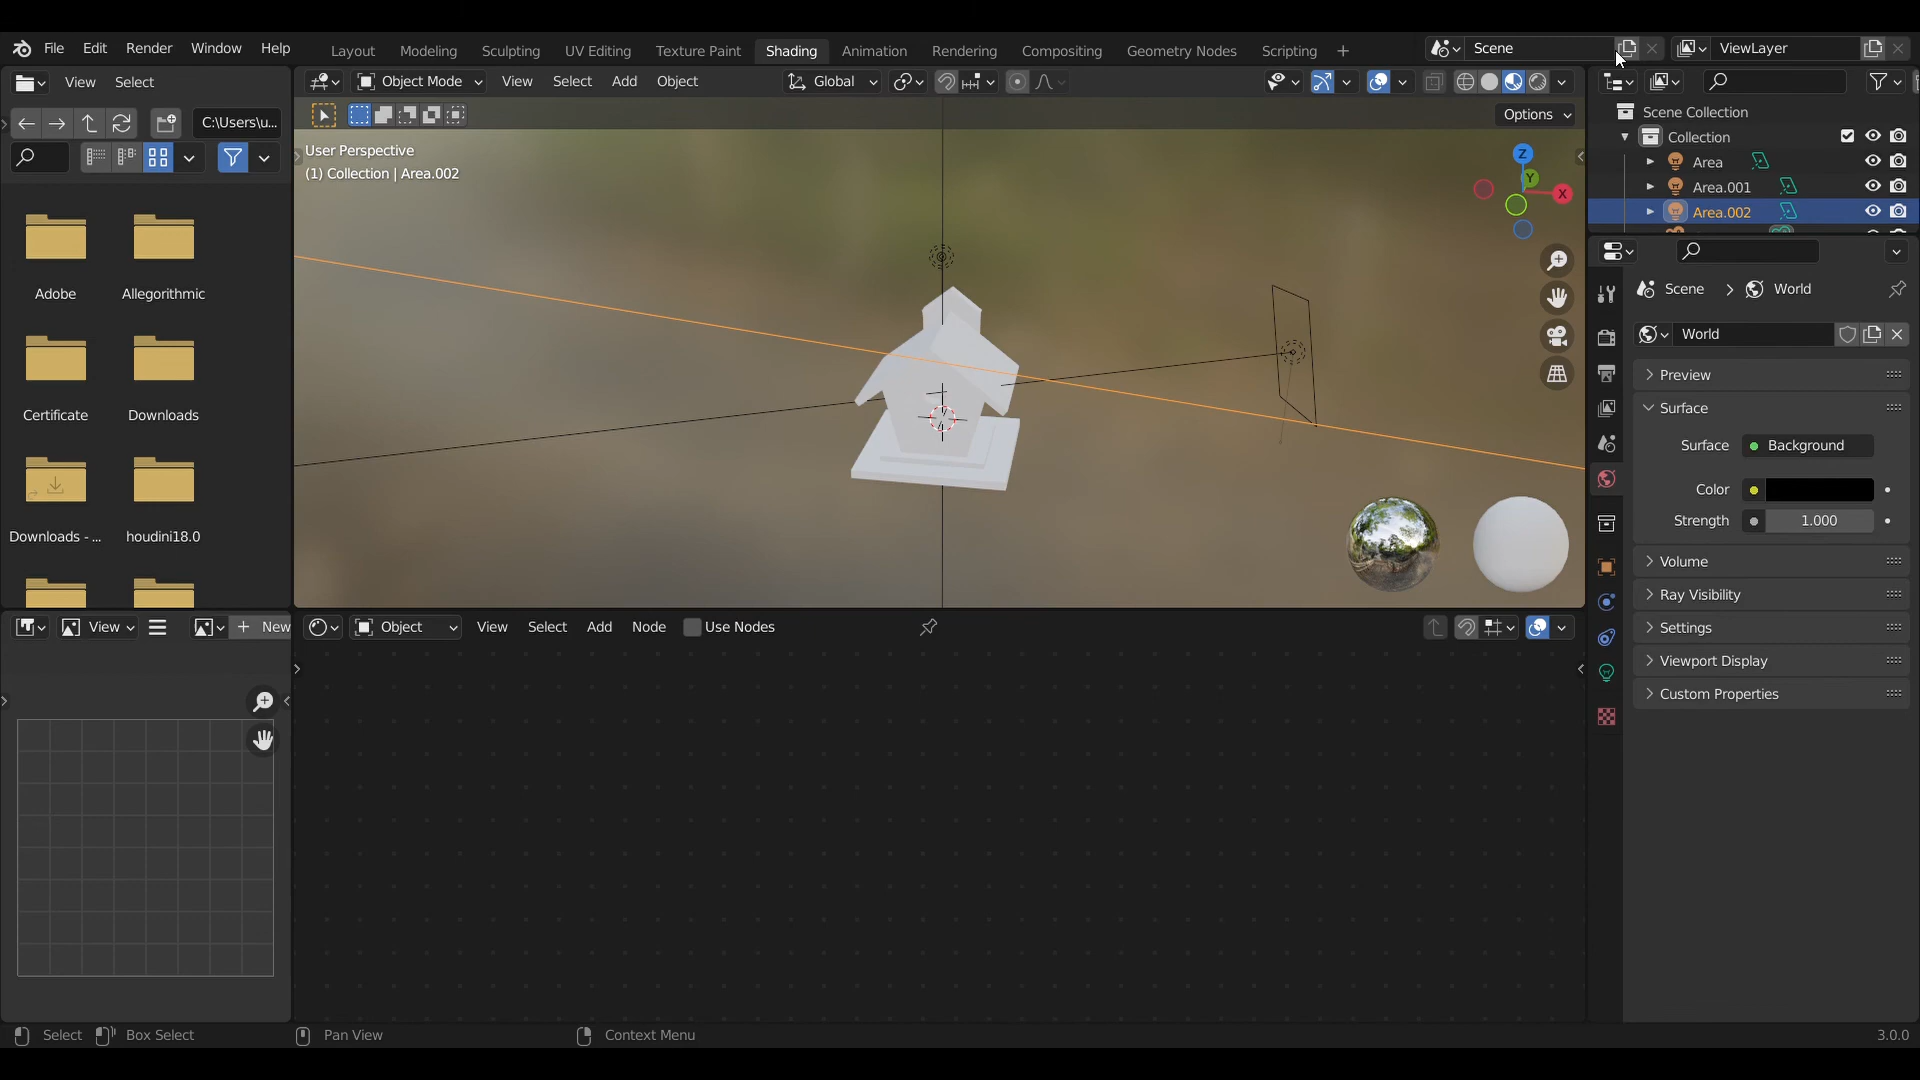 File Edit Render Window Help
Layout Modeling Sculpting UV Editing Texture Paint Shading Animation Rendering Compositing Geometry Nodes Scripting
Scene
ViewLayer
View Select
Object Mode View Select Add Object
Global
C:\Users\u...
Options
Scene Collection
Collection
Area
Area.001
Area.002
User Perspective
(1) Collection | Area.002
Z
Y
X
Adobe
Allegorithmic
Certificate
Downloads
Downloads - ...
houdini18.0
Scene > World
World
Preview
Surface
Surface Background
Color
Strength 1.000
Volume
Ray Visibility
Settings
Viewport Display
Custom Properties
View
New
Object View Select Add Node Use Nodes
Select Box Select Pan View Context Menu
3.0.0